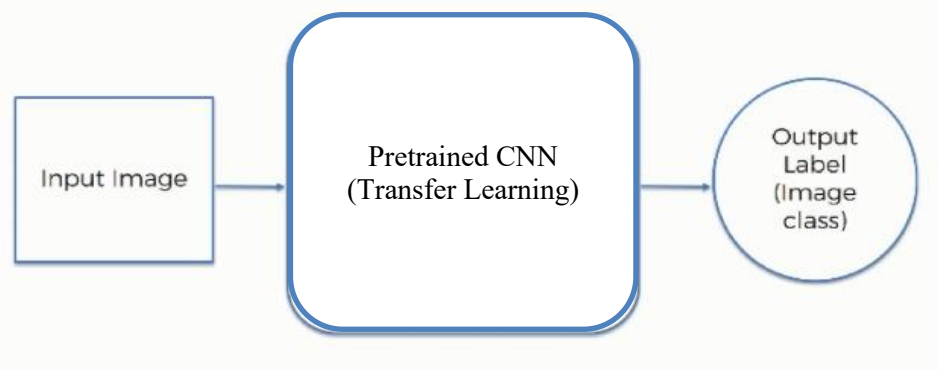 Input Image
Pretrained CNN
(Transfer Learning)
Output
Label
(Image
class)